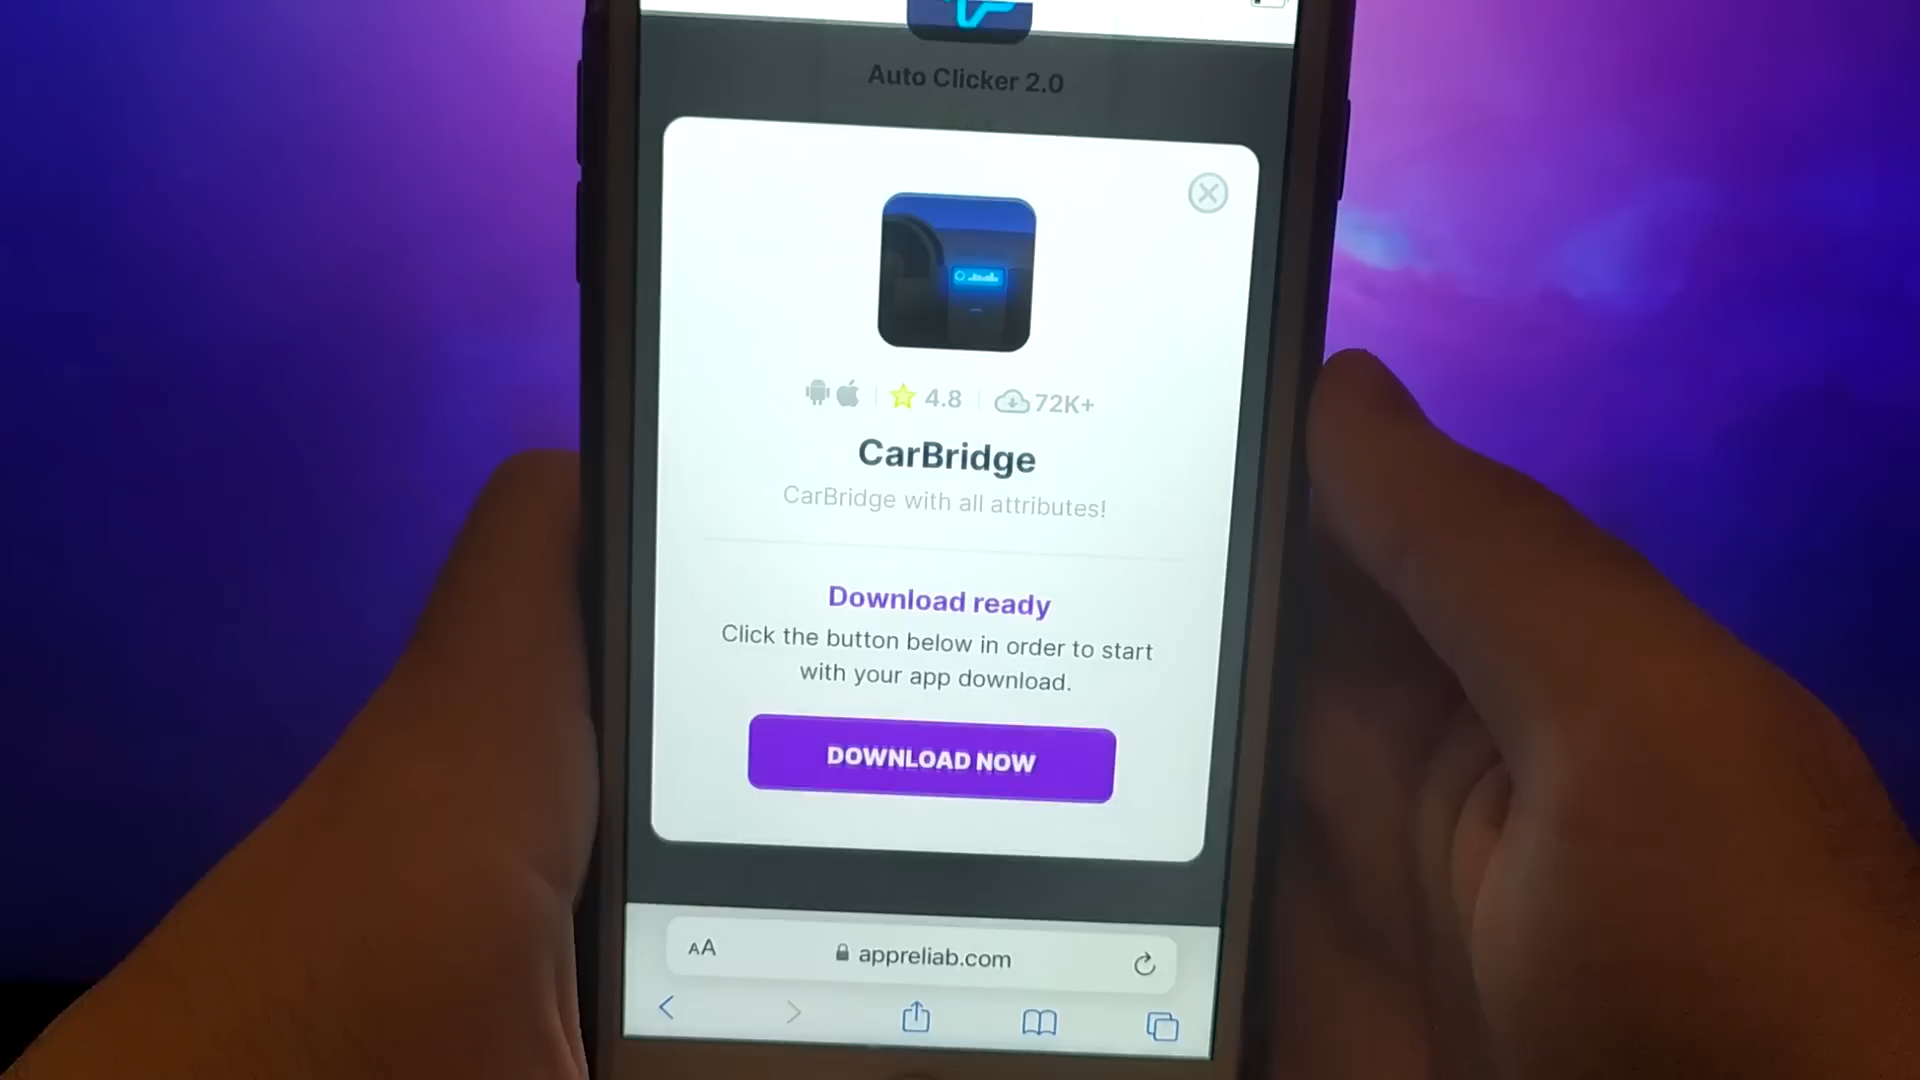 Auto Clicker 2.0
4.8
72K+
CarBridge
CarBridge with all attributes!
Download ready
Click the button below in order to start
with your app download.
DOWNLOAD NOW
AA
appreliab.com